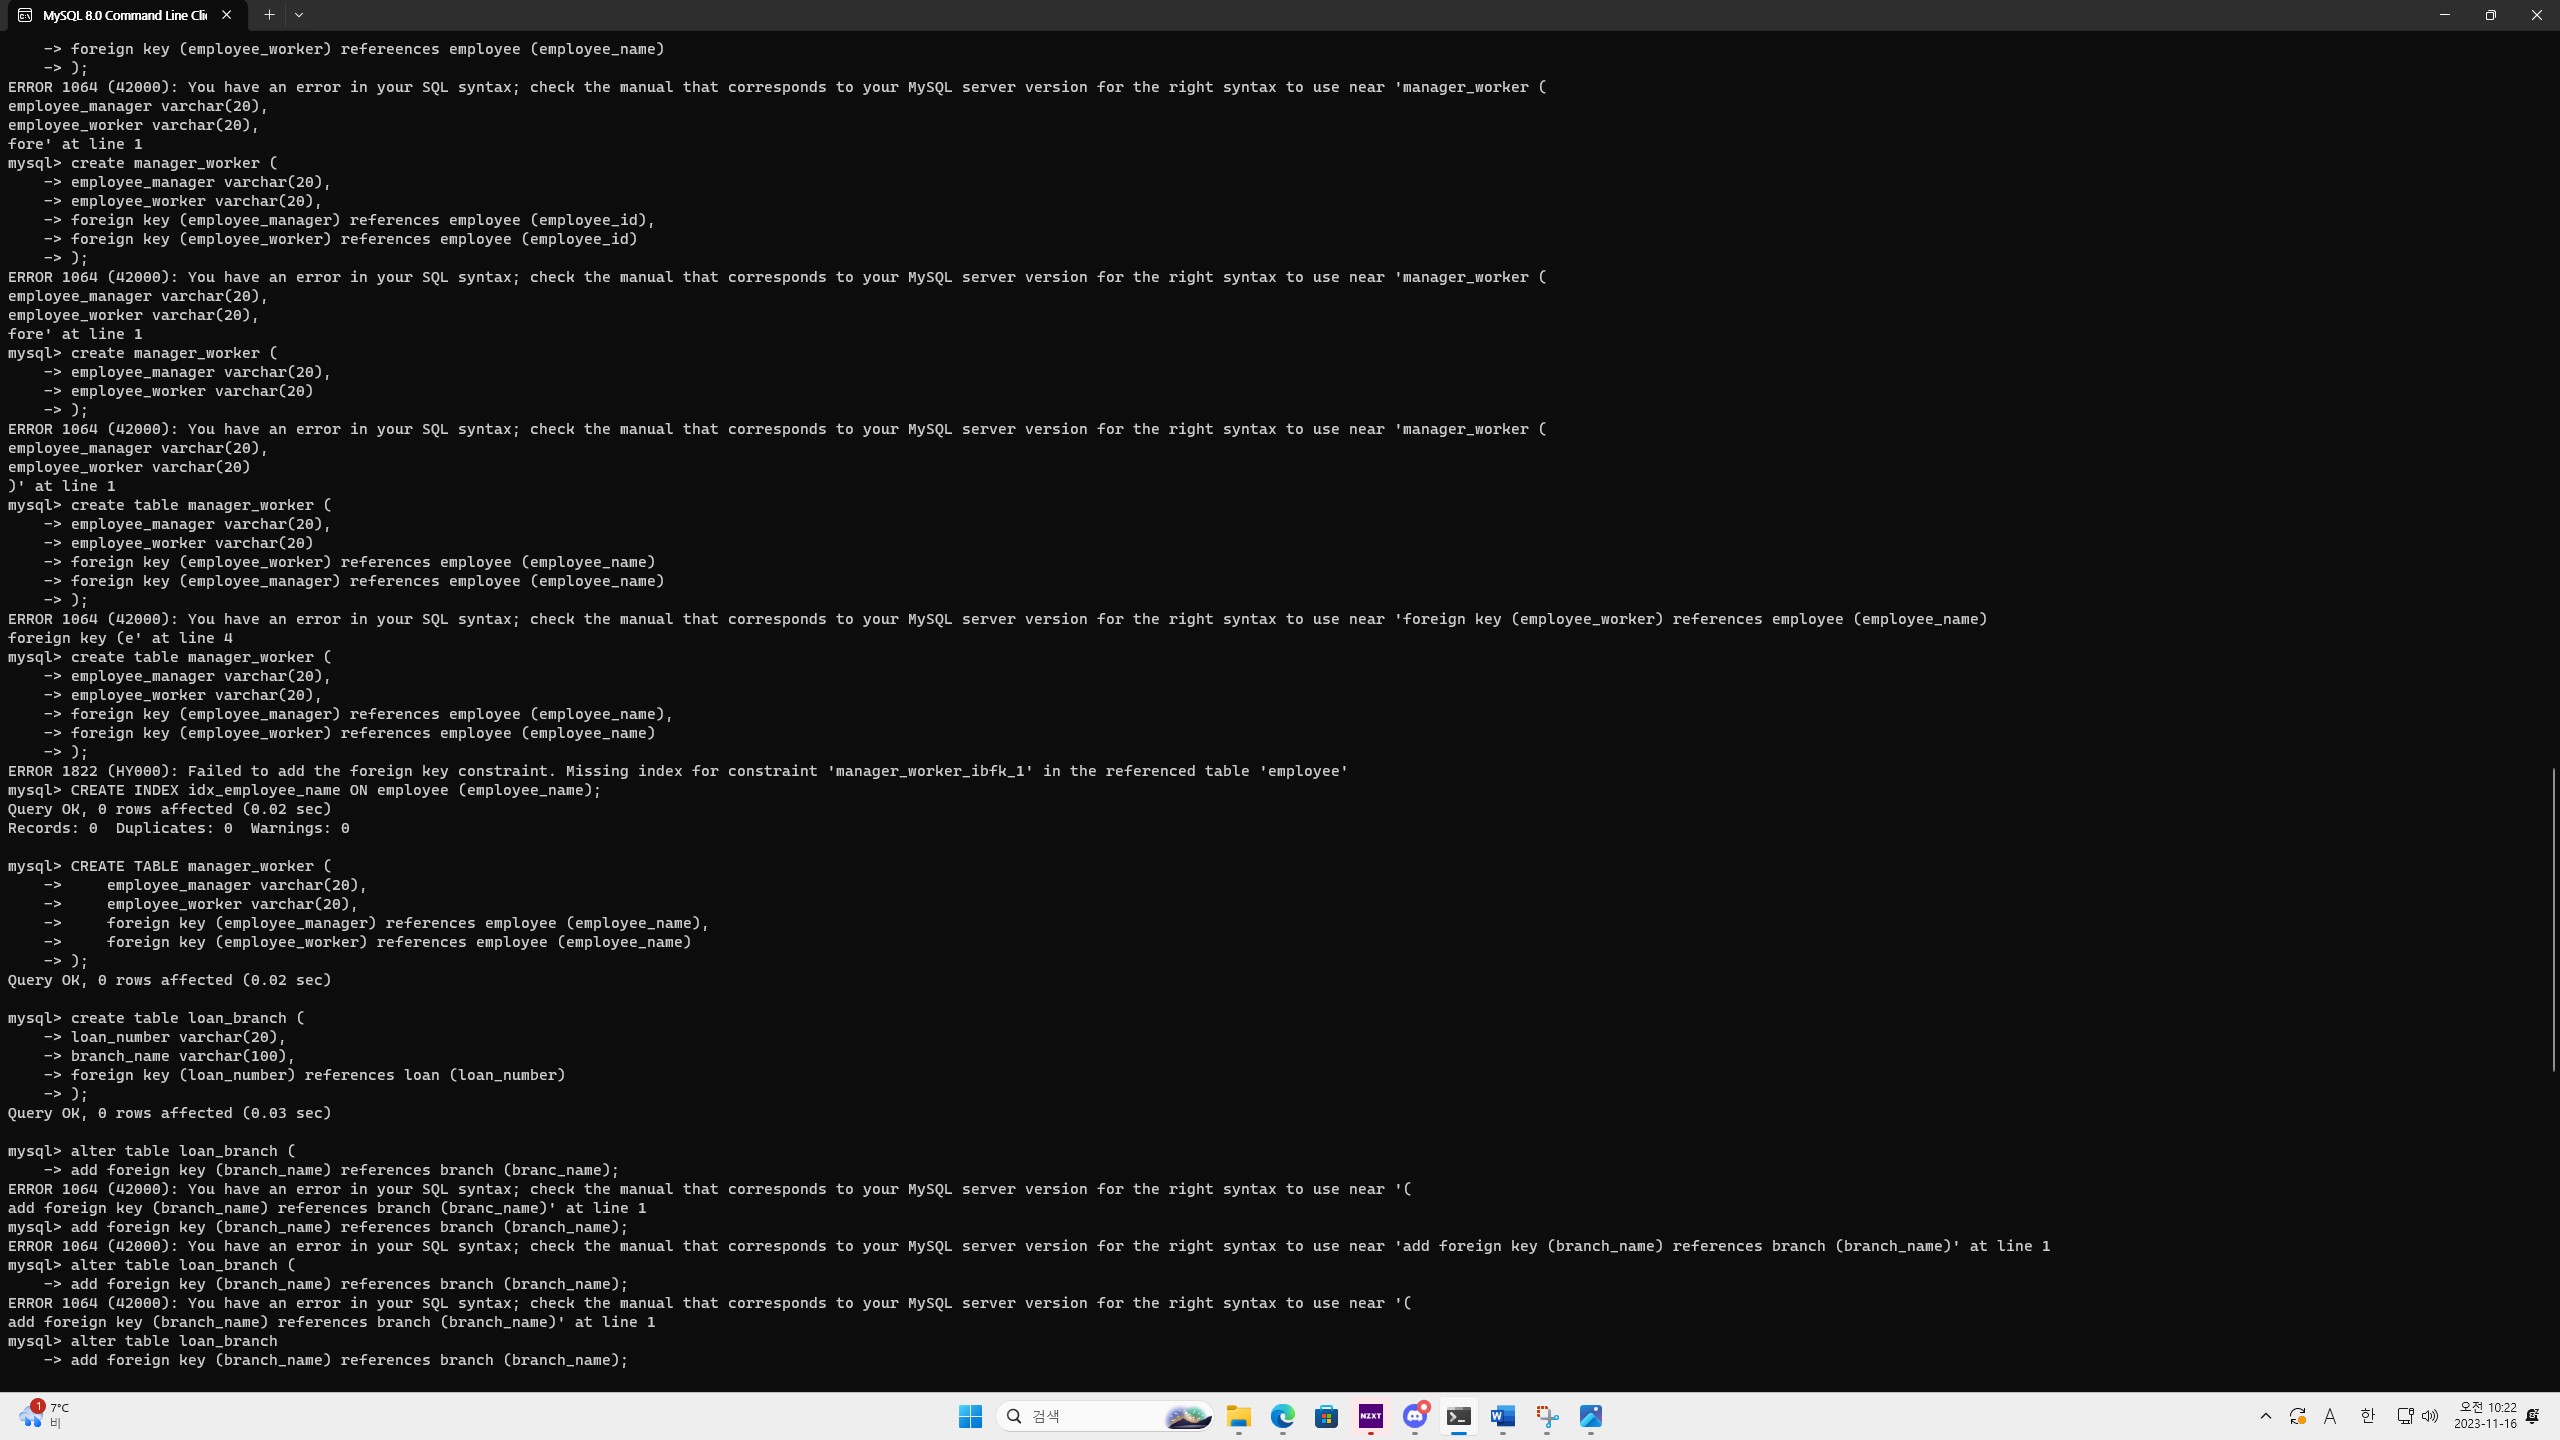 MySQL 8.0 Command Line Cli
    -> foreign key (employee_worker) refereences employee (employee_name)
    -> );
ERROR 1064 (42000): You have an error in your SQL syntax; check the manual that corresponds to your MySQL server version for the right syntax to use near 'manager_worker (
employee_manager varchar(20),
employee_worker varchar(20),
fore' at line 1
mysql> create manager_worker (
    -> employee_manager varchar(20),
    -> employee_worker varchar(20),
    -> foreign key (employee_manager) references employee (employee_id),
    -> foreign key (employee_worker) references employee (employee_id)
    -> );
ERROR 1064 (42000): You have an error in your SQL syntax; check the manual that corresponds to your MySQL server version for the right syntax to use near 'manager_worker (
employee_manager varchar(20),
employee_worker varchar(20),
fore' at line 1
mysql> create manager_worker (
    -> employee_manager varchar(20),
    -> employee_worker varchar(20)
    -> );
ERROR 1064 (42000): You have an error in your SQL syntax; check the manual that corresponds to your MySQL server version for the right syntax to use near 'manager_worker (
employee_manager varchar(20),
employee_worker varchar(20)
)' at line 1
mysql> create table manager_worker (
    -> employee_manager varchar(20),
    -> employee_worker varchar(20)
    -> foreign key (employee_worker) references employee (employee_name)
    -> foreign key (employee_manager) references employee (employee_name)
    -> );
ERROR 1064 (42000): You have an error in your SQL syntax; check the manual that corresponds to your MySQL server version for the right syntax to use near 'foreign key (employee_worker) references employee (employee_name)
foreign key (e' at line 4
mysql> create table manager_worker (
    -> employee_manager varchar(20),
    -> employee_worker varchar(20),
    -> foreign key (employee_manager) references employee (employee_name),
    -> foreign key (employee_worker) references employee (employee_name)
    -> );
ERROR 1822 (HY000): Failed to add the foreign key constraint. Missing index for constraint 'manager_worker_ibfk_1' in the referenced table 'employee'
mysql> CREATE INDEX idx_employee_name ON employee (employee_name);
Query OK, 0 rows affected (0.02 sec)
Records: 0  Duplicates: 0  Warnings: 0
mysql> CREATE TABLE manager_worker (
    ->     employee_manager varchar(20),
    ->     employee_worker varchar(20),
    ->     foreign key (employee_manager) references employee (employee_name),
    ->     foreign key (employee_worker) references employee (employee_name)
    -> );
Query OK, 0 rows affected (0.02 sec)
mysql> create table loan_branch (
    -> loan_number varchar(20),
    -> branch_name varchar(100),
    -> foreign key (loan_number) references loan (loan_number)
    -> );
Query OK, 0 rows affected (0.03 sec)
mysql> alter table loan_branch (
    -> add foreign key (branch_name) references branch (branc_name);
ERROR 1064 (42000): You have an error in your SQL syntax; check the manual that corresponds to your MySQL server version for the right syntax to use near '(
add foreign key (branch_name) references branch (branc_name)' at line 1
mysql> add foreign key (branch_name) references branch (branch_name);
ERROR 1064 (42000): You have an error in your SQL syntax; check the manual that corresponds to your MySQL server version for the right syntax to use near 'add foreign key (branch_name) references branch (branch_name)' at line 1
mysql> alter table loan_branch (
    -> add foreign key (branch_name) references branch (branch_name);
ERROR 1064 (42000): You have an error in your SQL syntax; check the manual that corresponds to your MySQL server version for the right syntax to use near '(
add foreign key (branch_name) references branch (branch_name)' at line 1
mysql> alter table loan_branch
    -> add foreign key (branch_name) references branch (branch_name);
1
7°C
비
검색
NZXT
A
한
오전 10:22
2023-11-16